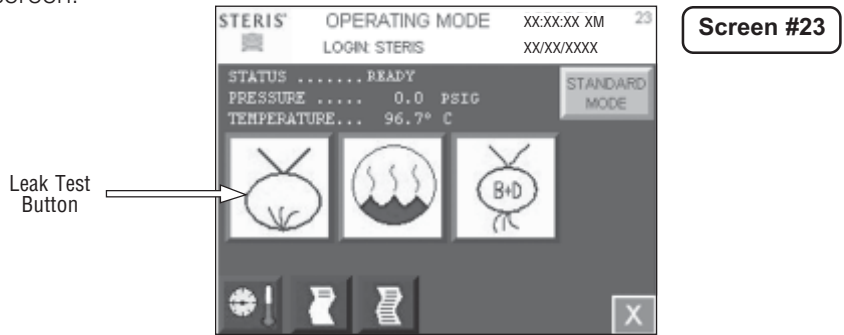 screen.
STERIS®
OPERATING MODE
XX:XX:XX XM
23
LOGIN: STERIS
XX/XX/XXXX
Screen #23
STATUS .......READY
PRESSURE ..... 0.0 PSIG
TEMPERATURE... 96.7° C
STANDARD
MODE
Leak Test
Button
B+D
X